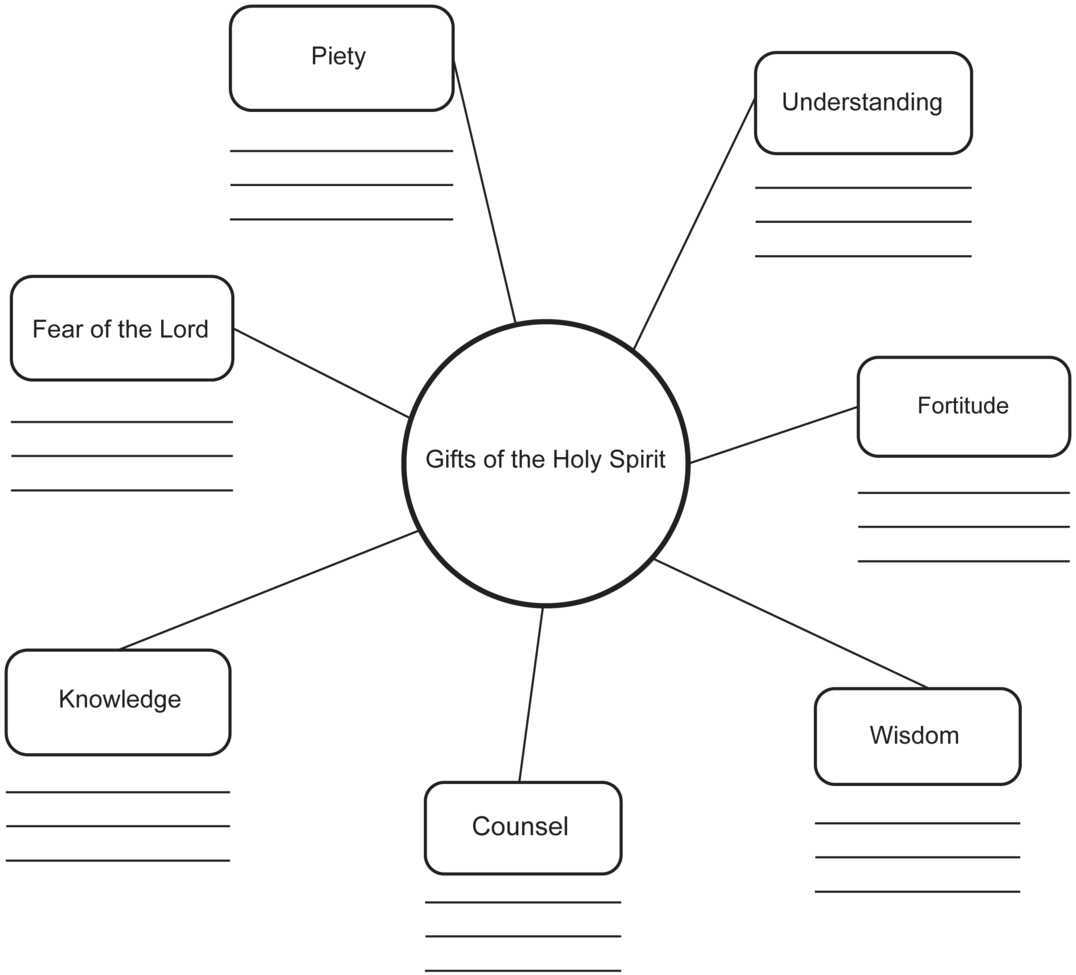 Piety
Understanding
Fear of the Lord
Fortitude
Gifts of the Holy Spirit
Knowledge
Wisdom
Counsel